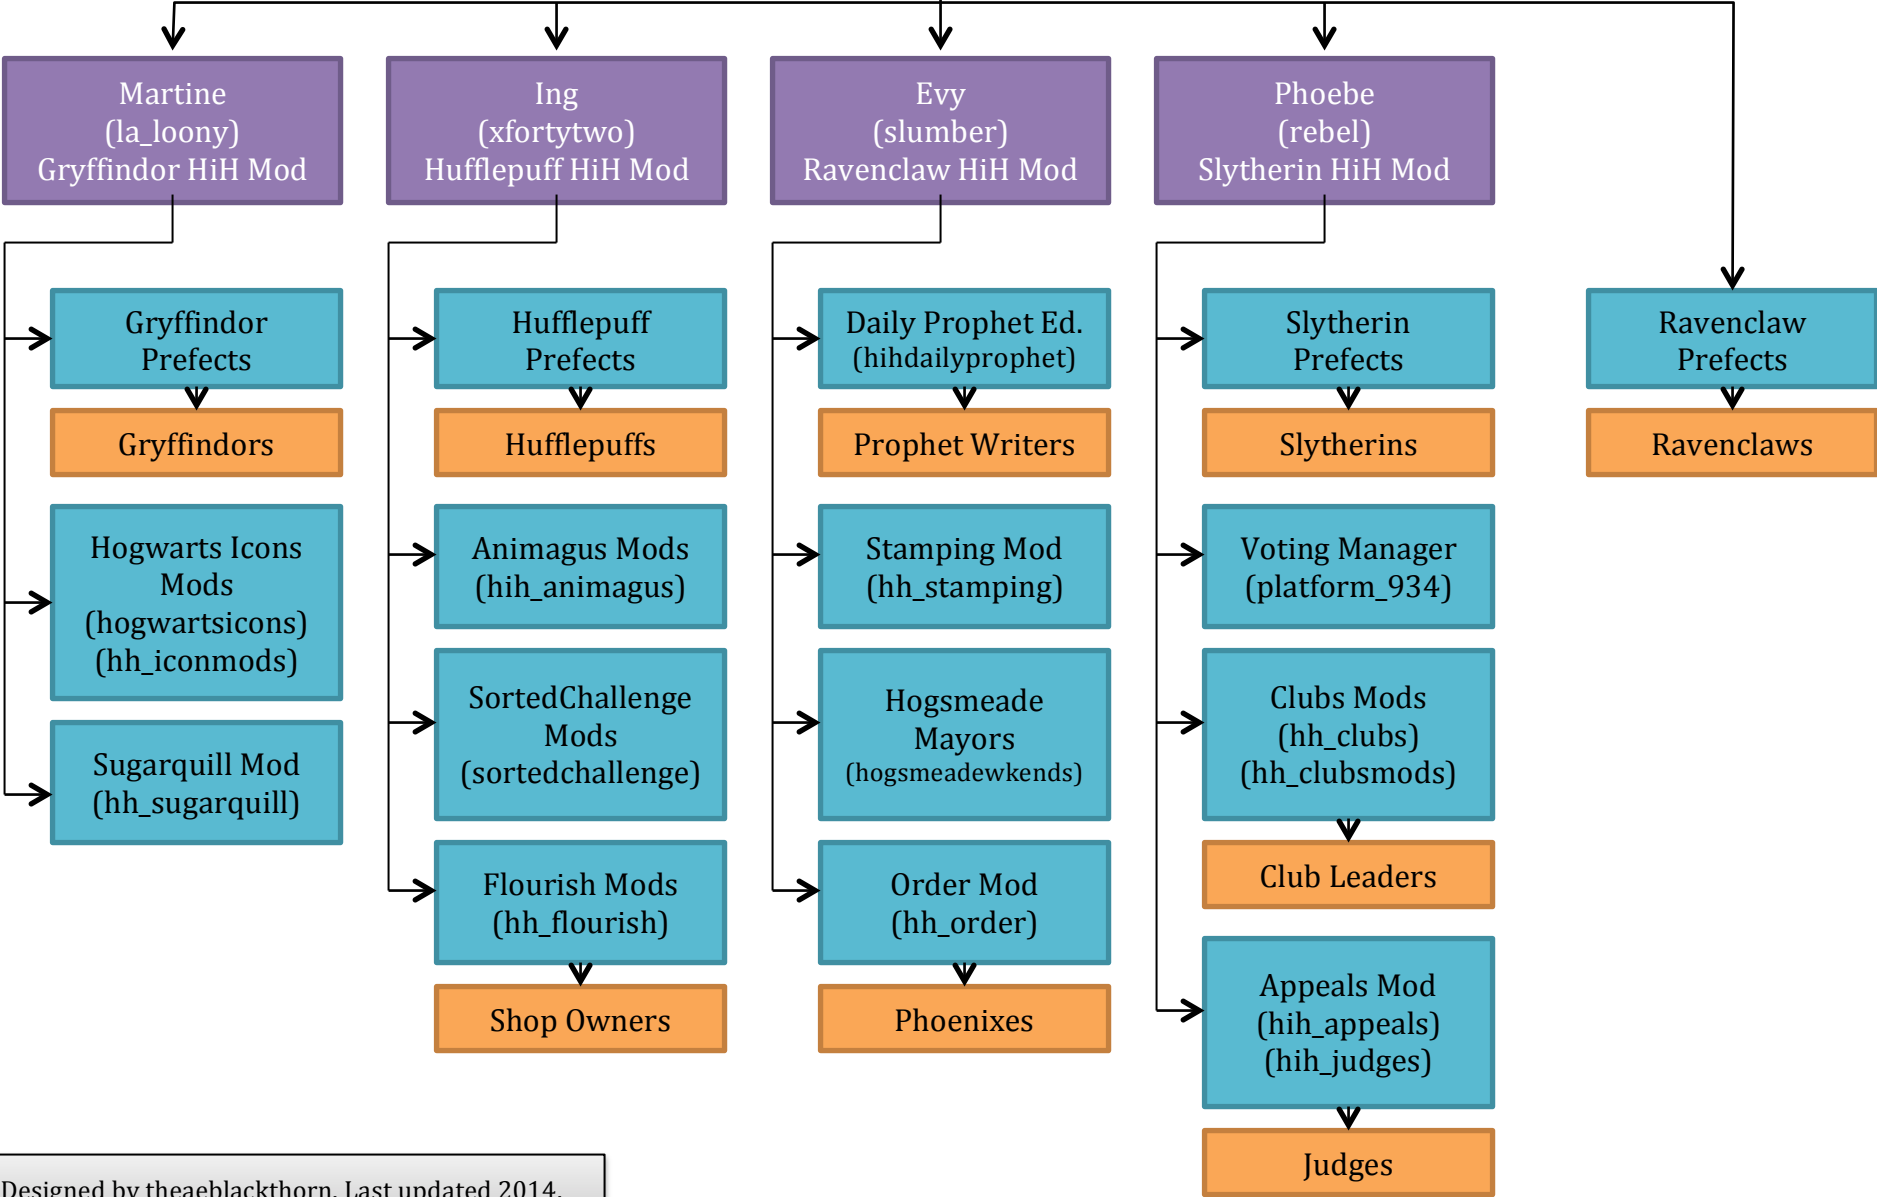 Martine
(la_loony)
Gryffindor HiH Mod
Ing
(xfortytwo)
Hufflepuff HiH Mod
Evy
(slumber)
Ravenclaw HiH Mod
Phoebe
(rebel)
Slytherin HiH Mod
Gryffindor
Prefects
Gryffindors
Hogwarts Icons
Mods
(hogwartsicons)
(hh_iconmods)
Sugarquill Mod
(hh_sugarquill)
Hufflepuff
Prefects
Hufflepuffs
Animagus Mods
(hih_animagus)
SortedChallenge
Mods
(sortedchallenge)
Flourish Mods
(hh_flourish)
Shop Owners
Daily Prophet Ed.
(hihdailyprophet)
Prophet Writers
Stamping Mod
(hh_stamping)
Hogsmeade
Mayors
(hogsmeadewkends)
Order Mod
(hh_order)
Phoenixes
Slytherin
Prefects
Slytherins
Voting Manager
(platform_934)
Clubs Mods
(hh_clubs)
(hh_clubsmods)
Club Leaders
Appeals Mod
(hih_appeals)
(hih_judges)
Judges
Ravenclaw
Prefects
Ravenclaws
Designed by theaeblackthorn. Last updated 2014.